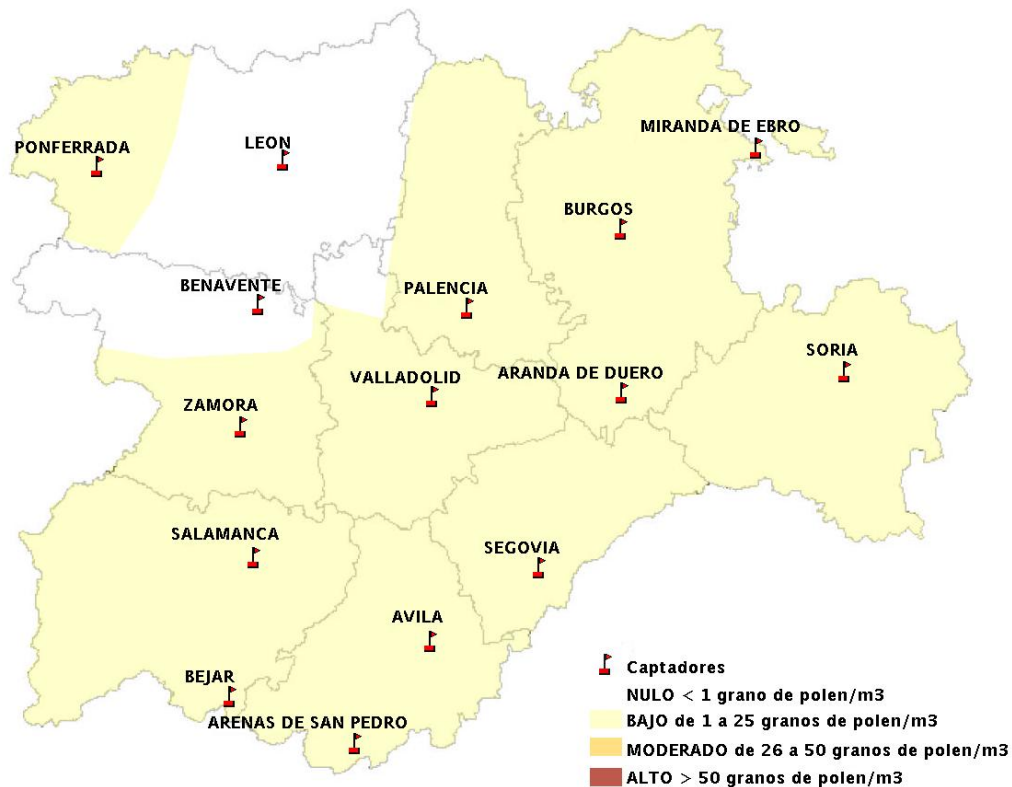 MIRANDA DE EBRO
PONFERRADA
LEON
BURGOS
BENAVENTE
PALENCIA
SORIA
VALLADOLID
ARANDA DE DUERO
ZAMORA
SALAMANCA
SEGOVIA
AVILA
BEJAR
ARENAS DE SAN PEDRO
Captadores
NULO < 1 grano de polen/m3
BAJO de 1 a 25 granos de polen/m3
MODERADO de 26 a 50 granos de polen/m3
ALTO > 50 granos de polen/m3